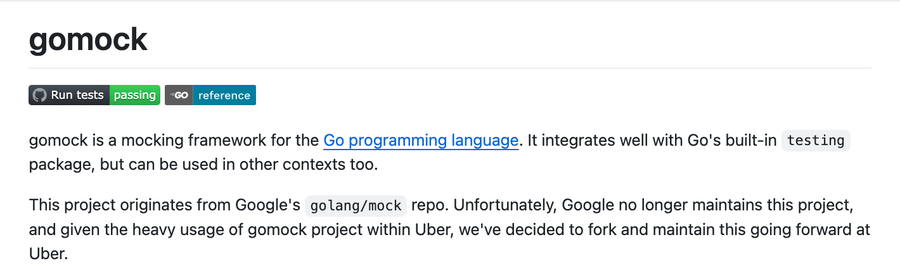 gomock
Run tests passing GO reference
gomock is a mocking framework for the Go programming language. It integrates well with Go's built-in testing
package, but can be used in other contexts too.
This project originates from Google's golang/mock repo. Unfortunately, Google no longer maintains this project,
and given the heavy usage of gomock project within Uber, we've decided to fork and maintain this going forward at
Uber.